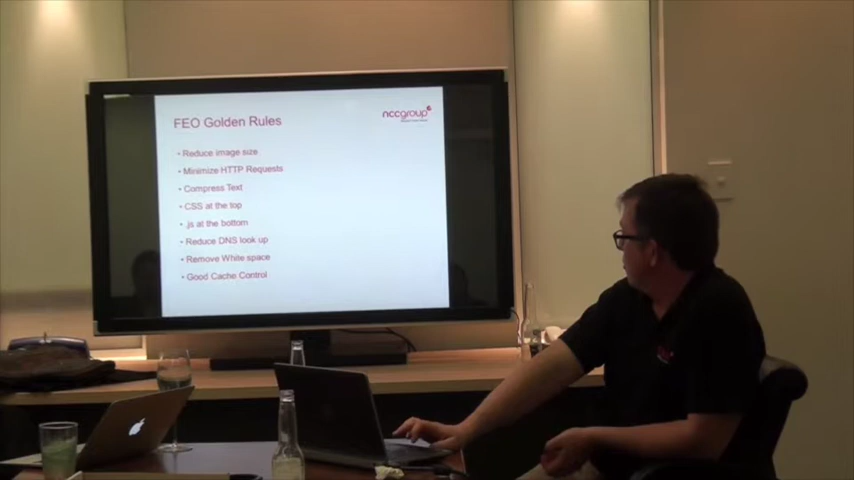 FEO Golden Rules
nccgroup
• Reduce image size
• Minimize HTTP Requests
• Compress Text
• CSS at the top
• .js at the bottom
• Reduce DNS look up
• Remove White space
• Good Cache Control